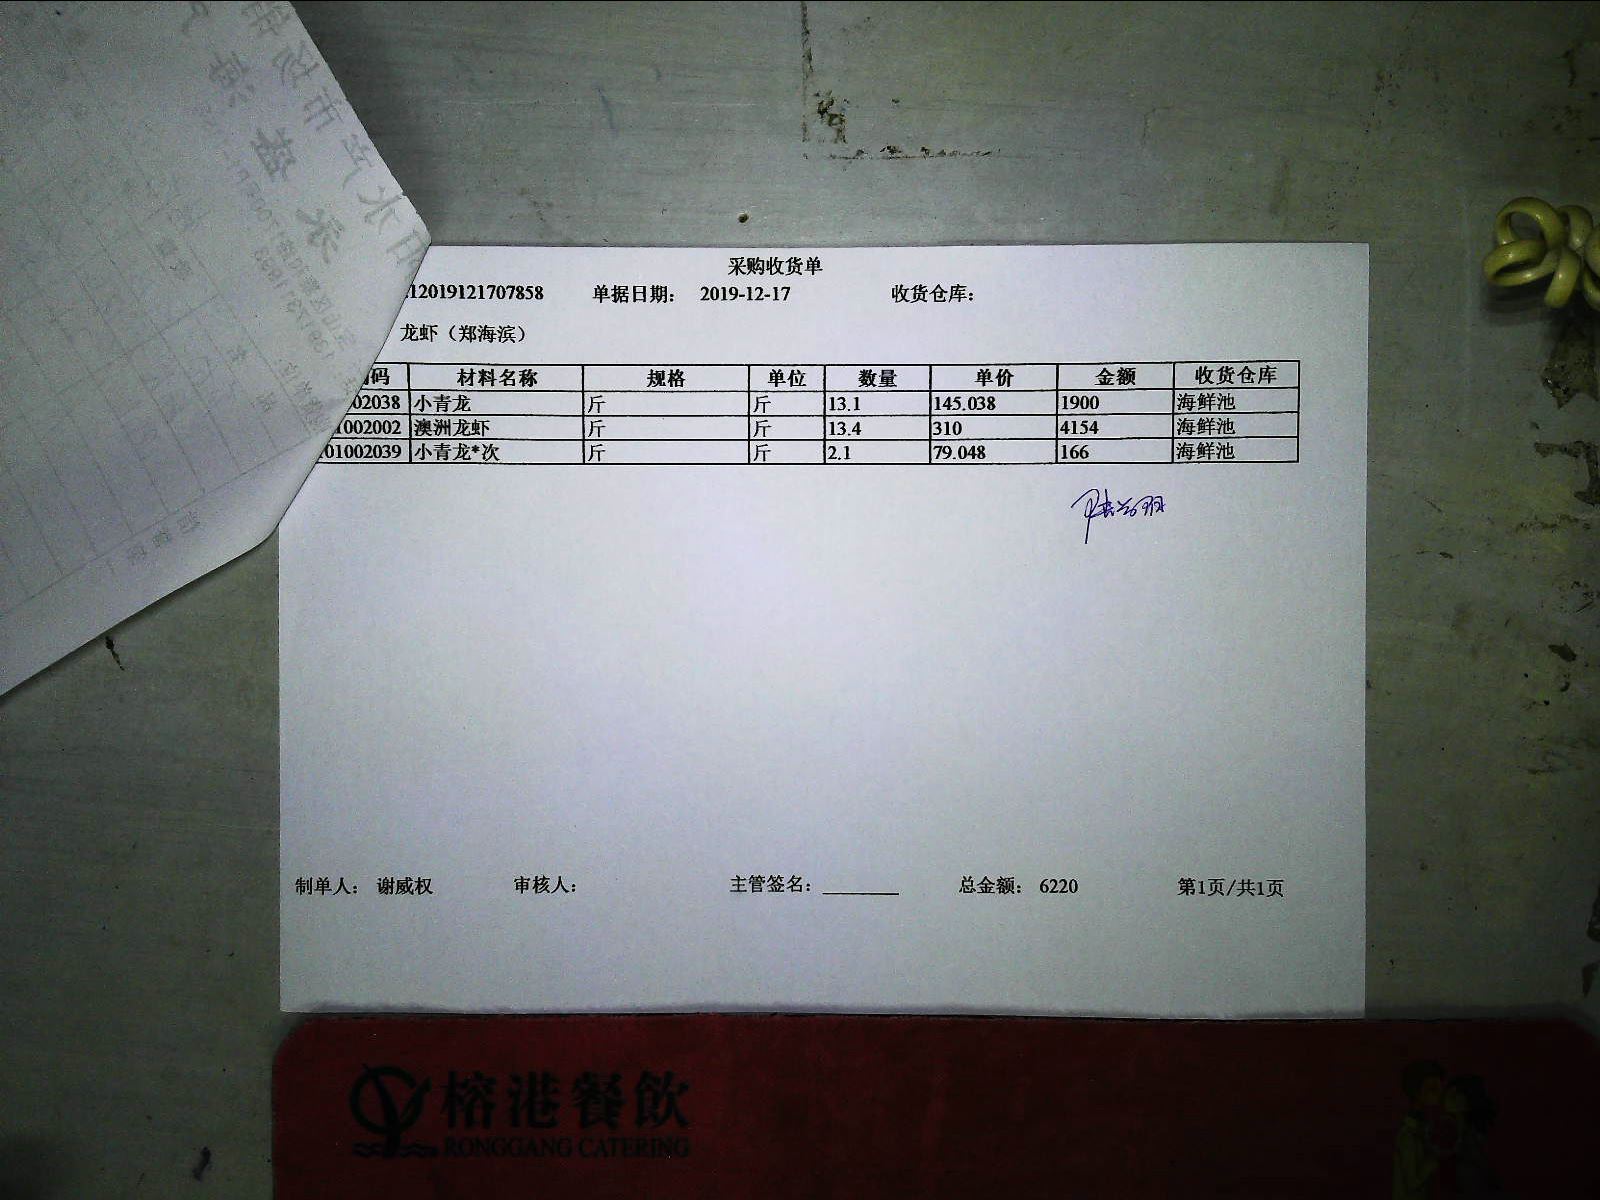 采购收货单
12019121707858 单据日期： 2019-12-17 收货仓库：
龙虾（郑海滨）
码 材料名称 规格 单位 数量 单价 金额 收货仓库
02038 小青龙 斤 斤 13.1 145.038 1900 海鲜池
1002002 澳洲龙虾 斤 斤 13.4 310 4154 海鲜池
01002039 小青龙*次 斤 斤 2.1 79.048 166 海鲜池
制单人： 谢威权 审核人： 主管签名： 总金额： 6220 第1页/共1页
榕港餐飲
RONGGANG CATERING